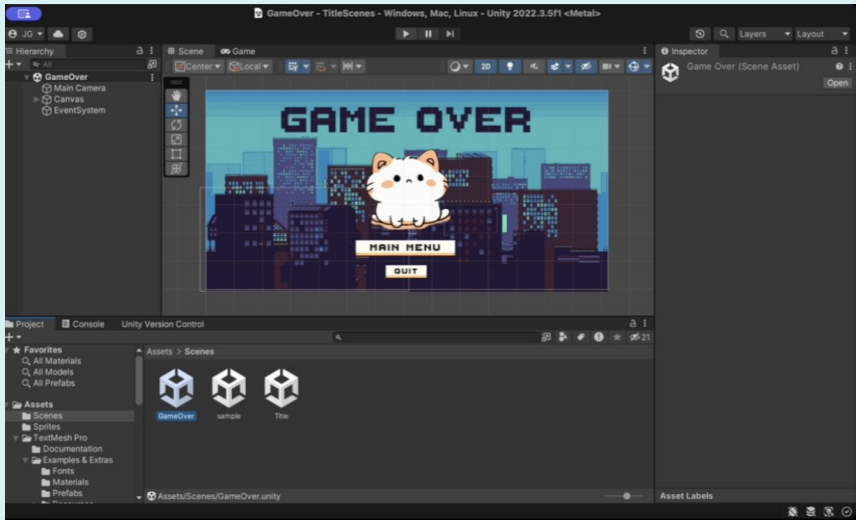 GameOver - TitleScenes - Windows, Mac, Linux - Unity 2022.3.5f1 <Metal>
JG
Layers
Layout
Hierarchy
Scene
Game
Inspector
All
Center
Local
2D
Game Over (Scene Asset)
Open
GameOver
Main Camera
Canvas
EventSystem
GAME OVER
MAIN MENU
QUIT
Project
Console
Unity Version Control
21
Favorites
All Materials
All Models
All Prefabs
Assets
Scenes
Sprites
TextMesh Pro
Documentation
Examples & Extras
Fonts
Materials
Prefabs
Assets > Scenes
GameOver
sample
Title
Assets/Scenes/GameOver.unity
Asset Labels